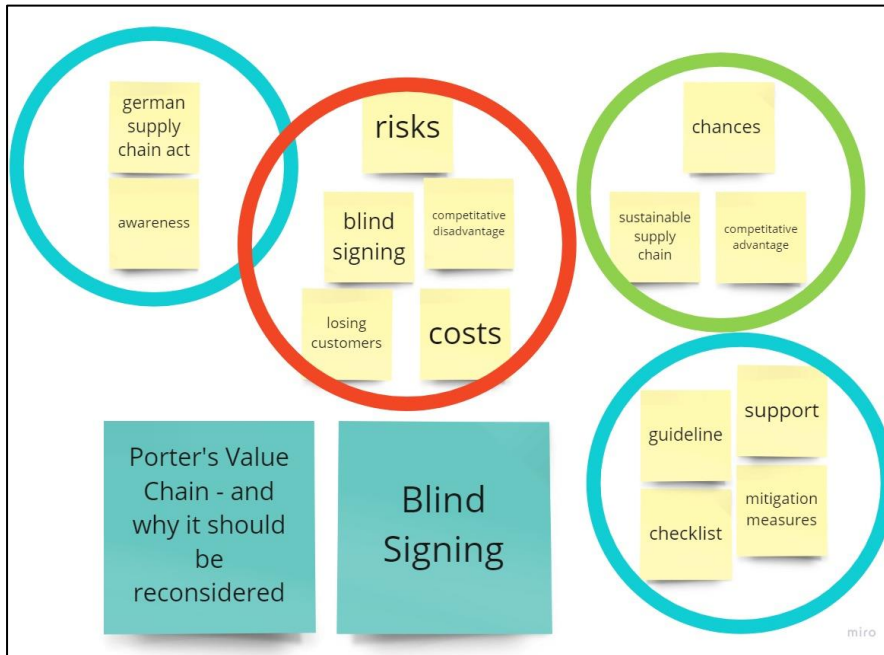 german
supply
chain act
awareness
risks
blind
signing
competitative
disadvantage
losing
customers
costs
chances
sustainable
supply
chain
competitative
advantage
guideline
support
checklist
mitigation
measures
Porter's Value
Chain - and
why it should
be
reconsidered
Blind
Signing
miro